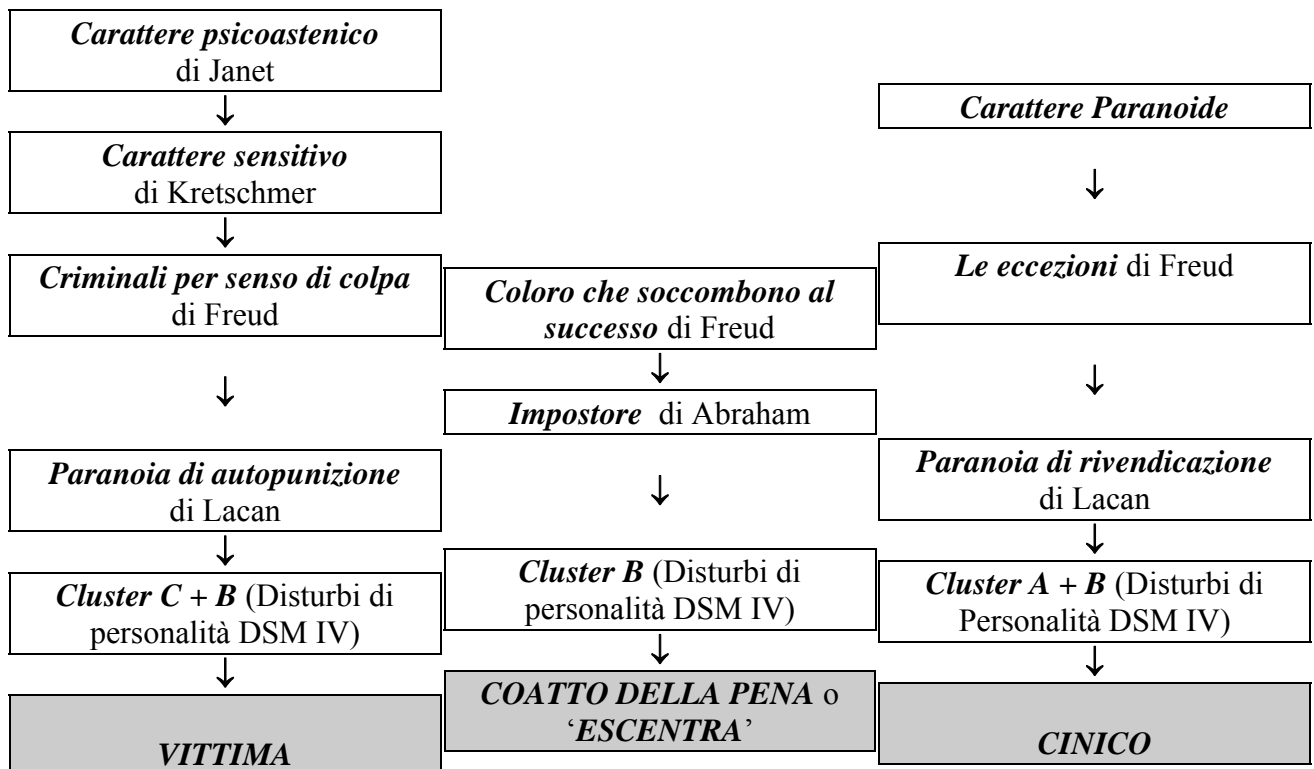 Carattere psicoastenico
di Janet
↓
Carattere sensitivo
di Kretschmer
↓
Criminali per senso di colpa
di Freud
↓
Paranoia di autopunizione
di Lacan
↓
Cluster C + B (Disturbi di
personalità DSM IV)
↓
VITTIMA
Coloro che soccombono al
successo di Freud
↓
Impostore di Abraham
↓
Cluster B (Disturbi di
personalità DSM IV)
↓
COATTO DELLA PENA o
‘ESCENTRA’
Carattere Paranoide
↓
Le eccezioni di Freud
↓
Paranoia di rivendicazione
di Lacan
↓
Cluster A + B (Disturbi di
Personalità DSM IV)
↓
CINICO